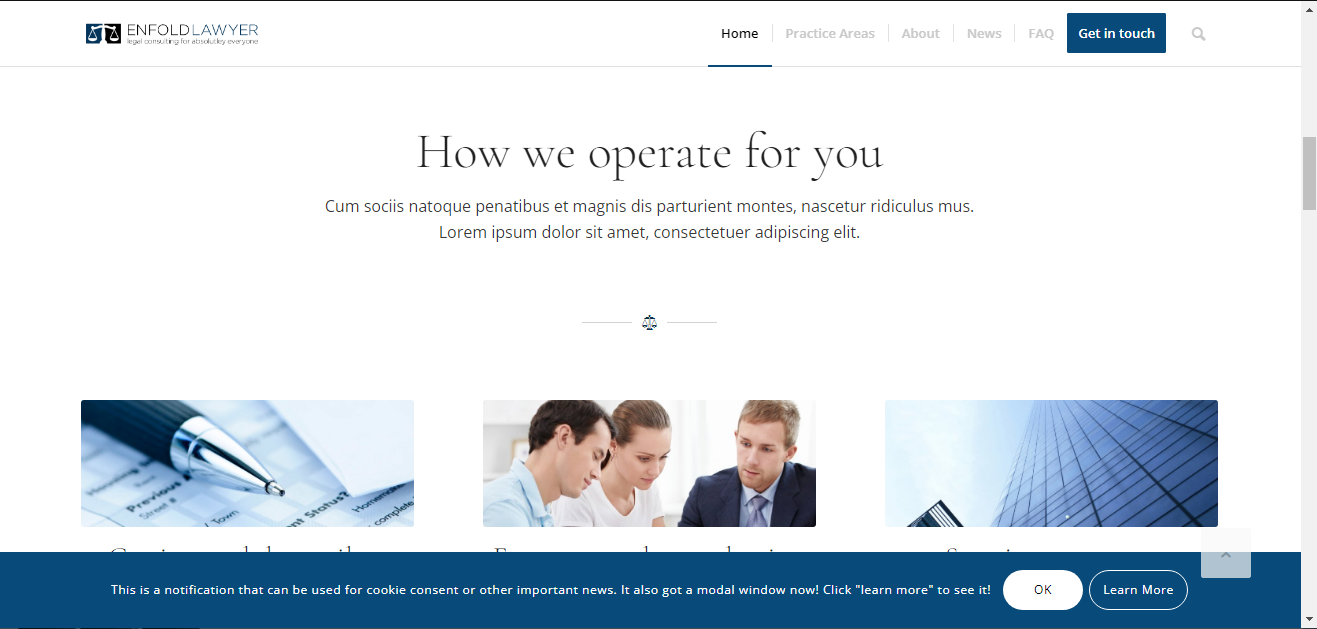 ENFOLD LAWYER
legal consulting for absolutley everyone
Home
Practice Areas
About
News
FAQ
Get in touch
How we operate for you
Cum sociis natoque penatibus et magnis dis parturient montes, nascetur ridiculus mus.
Lorem ipsum dolor sit amet, consectetuer adipiscing elit.
Previous
Street #
/ Town
ent Status?
Homeowner
complete
This is a notification that can be used for cookie consent or other important news. It also got a modal window now! Click "learn more" to see it!
OK
Learn More